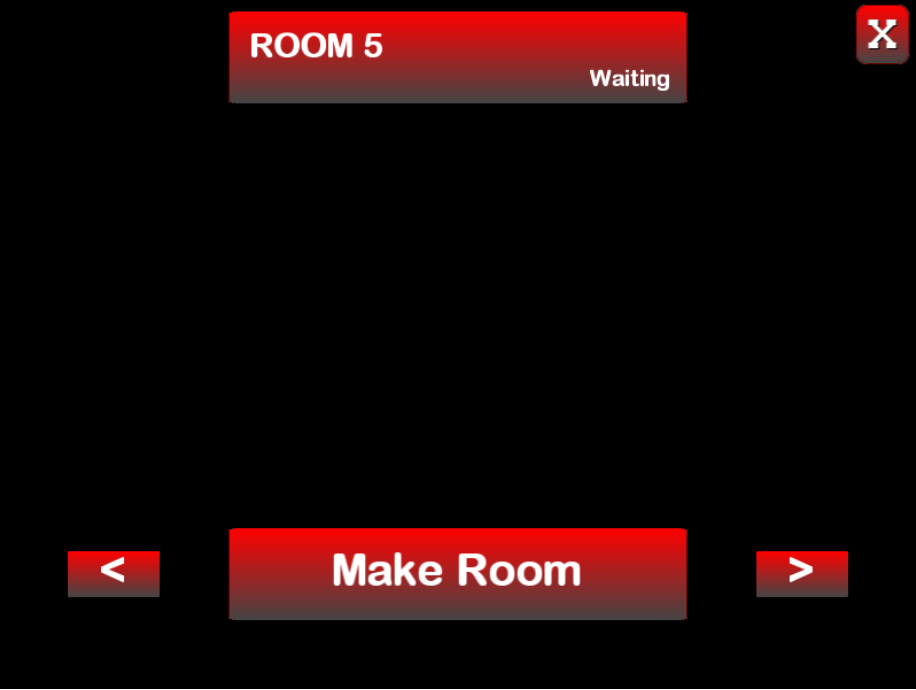 ROOM 5
X
Waiting
<
Make Room
>